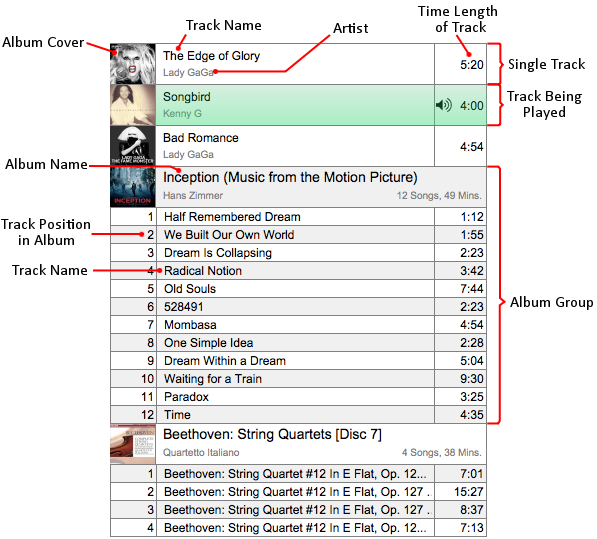 Track Name
Artist
Time Length
of Track
Album Cover
The Edge of Glory
Lady GaGa
5:20
Single Track
Songbird
Kenny G
4:00
Track Being
Played
Bad Romance
Lady GaGa
4:54
LADY GAGA
THE FAME MONSTER
Album Name
Inception (Music from the Motion Picture)
Hans Zimmer
12 Songs, 49 Mins.
INCEPTION
Track Position
in Album
Track Name
Album Group
1 Half Remembered Dream 1:12
2 We Built Our Own World 1:55
3 Dream Is Collapsing 2:23
4 Radical Notion 3:42
5 Old Souls 7:44
6 528491 2:23
7 Mombasa 4:54
8 One Simple Idea 2:28
9 Dream Within a Dream 5:04
10 Waiting for a Train 9:30
11 Paradox 3:25
12 Time 4:35
Beethoven: String Quartets [Disc 7]
Quartetto Italiano
4 Songs, 38 Mins.
1 Beethoven: String Quartet #12 In E Flat, Op. 12... 7:01
2 Beethoven: String Quartet #12 In E Flat, Op. 127 .. 15:27
3 Beethoven: String Quartet #12 In E Flat, Op. 127 .. 8:37
4 Beethoven: String Quartet #12 In E Flat, Op. 12... 7:13